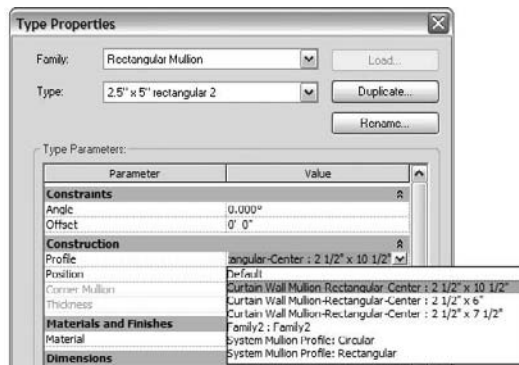 Type Properties
Family: Rectangular Mullion Load...
Type: 2.5" x 5" rectangular 2 Duplicate...
Rename...
Type Parameters:
Parameter Value
Constraints
Angle 0.000°
Offset 0' 0"
Construction
Profile tangular-Center : 2 1/2" x 10 1/2"
Position Default
Corner Mullion Curtain Wall Mullion-Rectangular-Center : 2 1/2" x 10 1/2"
Thickness Curtain Wall Mullion-Rectangular-Center : 2 1/2" x 6"
Curtain Wall Mullion-Rectangular-Center : 2 1/2" x 7 1/2"
Materials and Finishes Family2 : Family2
Material System Mullion Profile: Circular
Dimensions System Mullion Profile: Rectangular